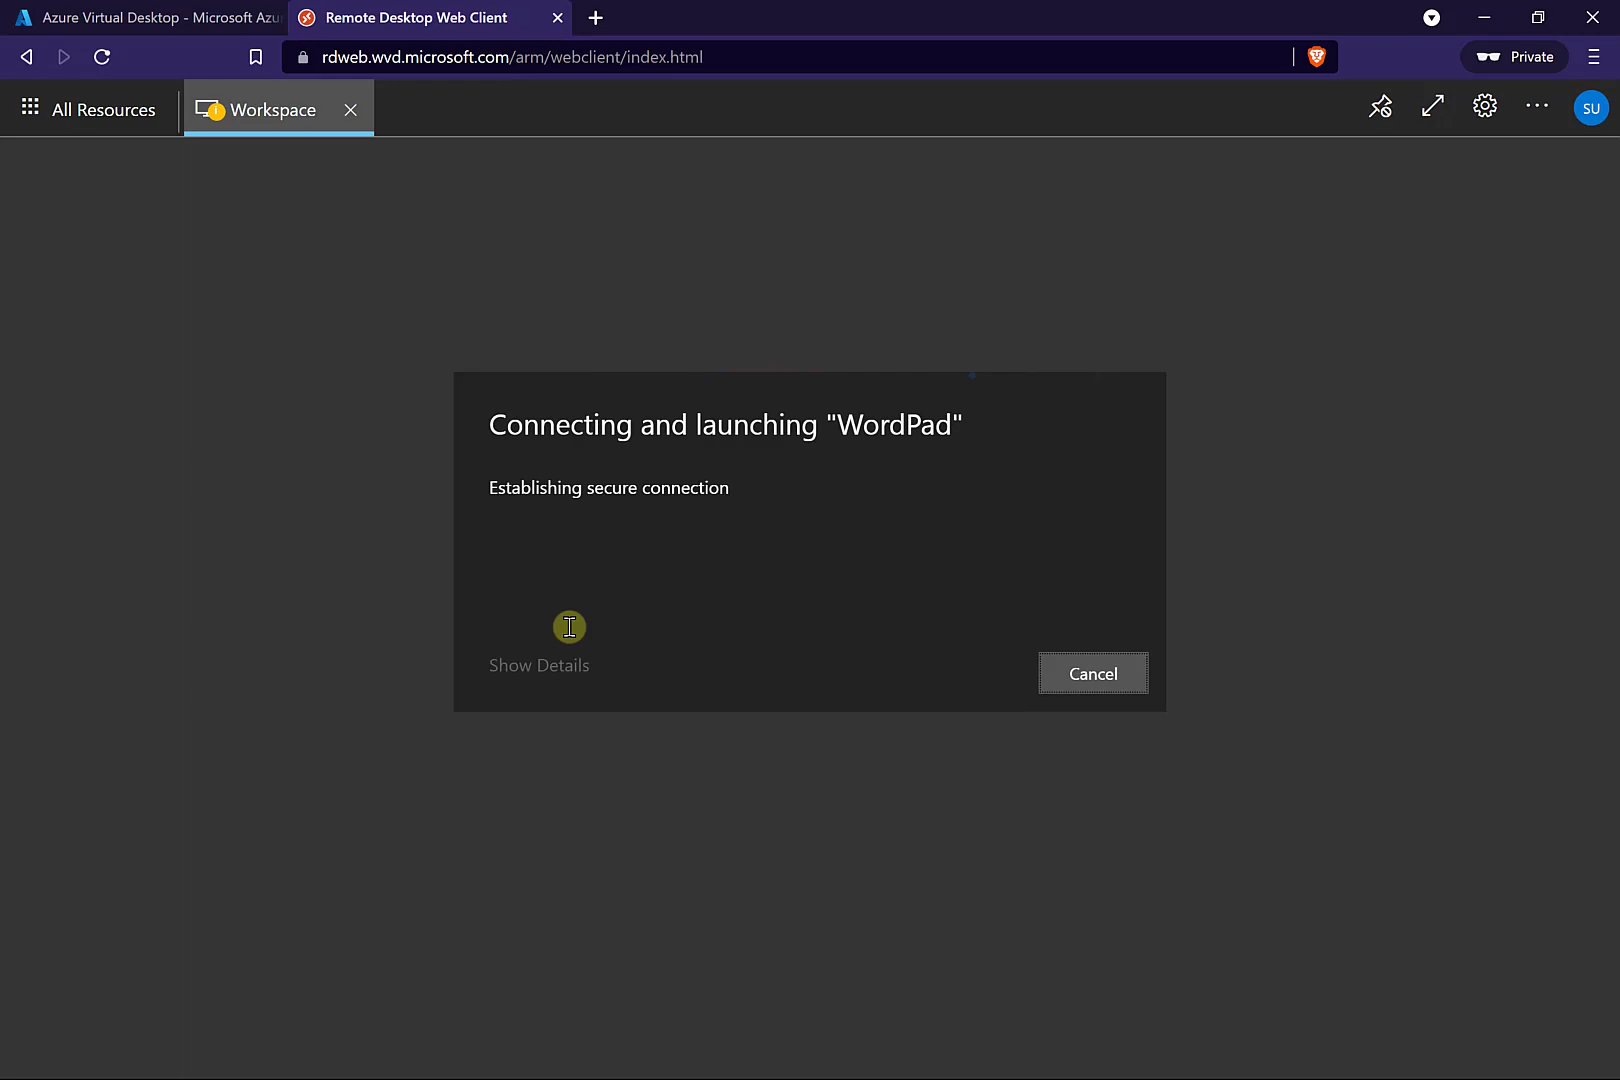 Azure Virtual Desktop - Microsoft Azu
Remote Desktop Web Client
rdweb.wvd.microsoft.com/arm/webclient/index.html
Private
All Resources
Workspace
SU
Connecting and launching "WordPad"
Establishing secure connection
Show Details
Cancel